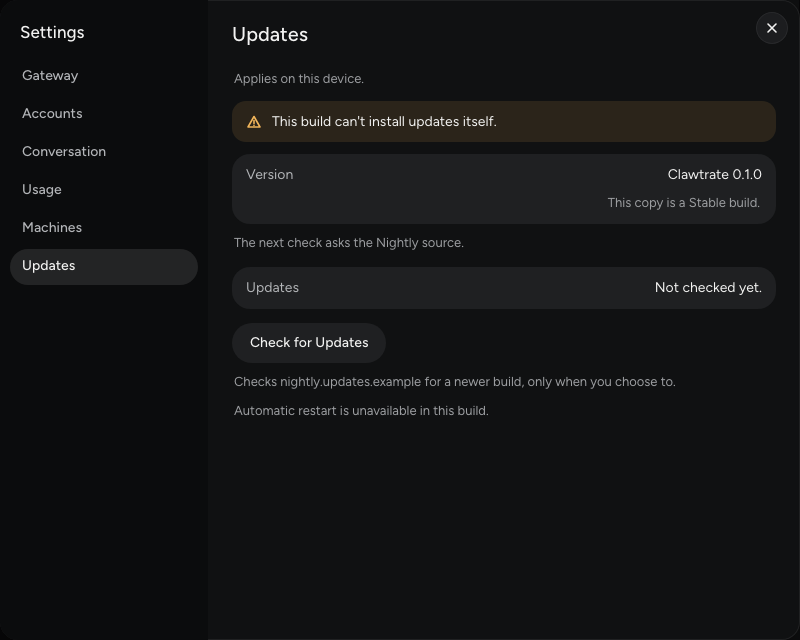 Settings
Gateway
Accounts
Conversation
Usage
Machines
Updates
Updates
Applies on this device.
This build can't install updates itself.
Version
Clawtrate 0.1.0
This copy is a Stable build.
The next check asks the Nightly source.
Updates
Not checked yet.
Check for Updates
Checks nightly.updates.example for a newer build, only when you choose to.
Automatic restart is unavailable in this build.